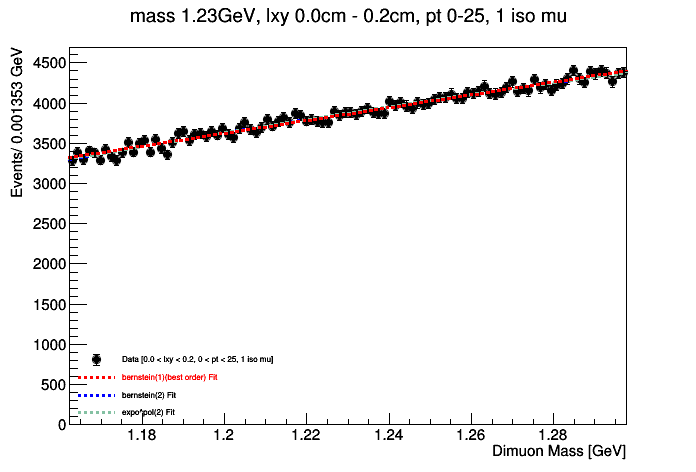 mass 1.23GeV, lxy 0.0cm - 0.2cm, pt 0-25, 1 iso mu
Events/ 0.001353 GeV
4500
4000
3500
3000
2500
2000
1500
1000
500
0
Data [0.0 < lxy < 0.2, 0 < pt < 25, 1 iso mu]
bernstein(1)(best order) Fit
bernstein(2) Fit
expo*pol(2) Fit
1.18 1.2 1.22 1.24 1.26 1.28
Dimuon Mass [GeV]